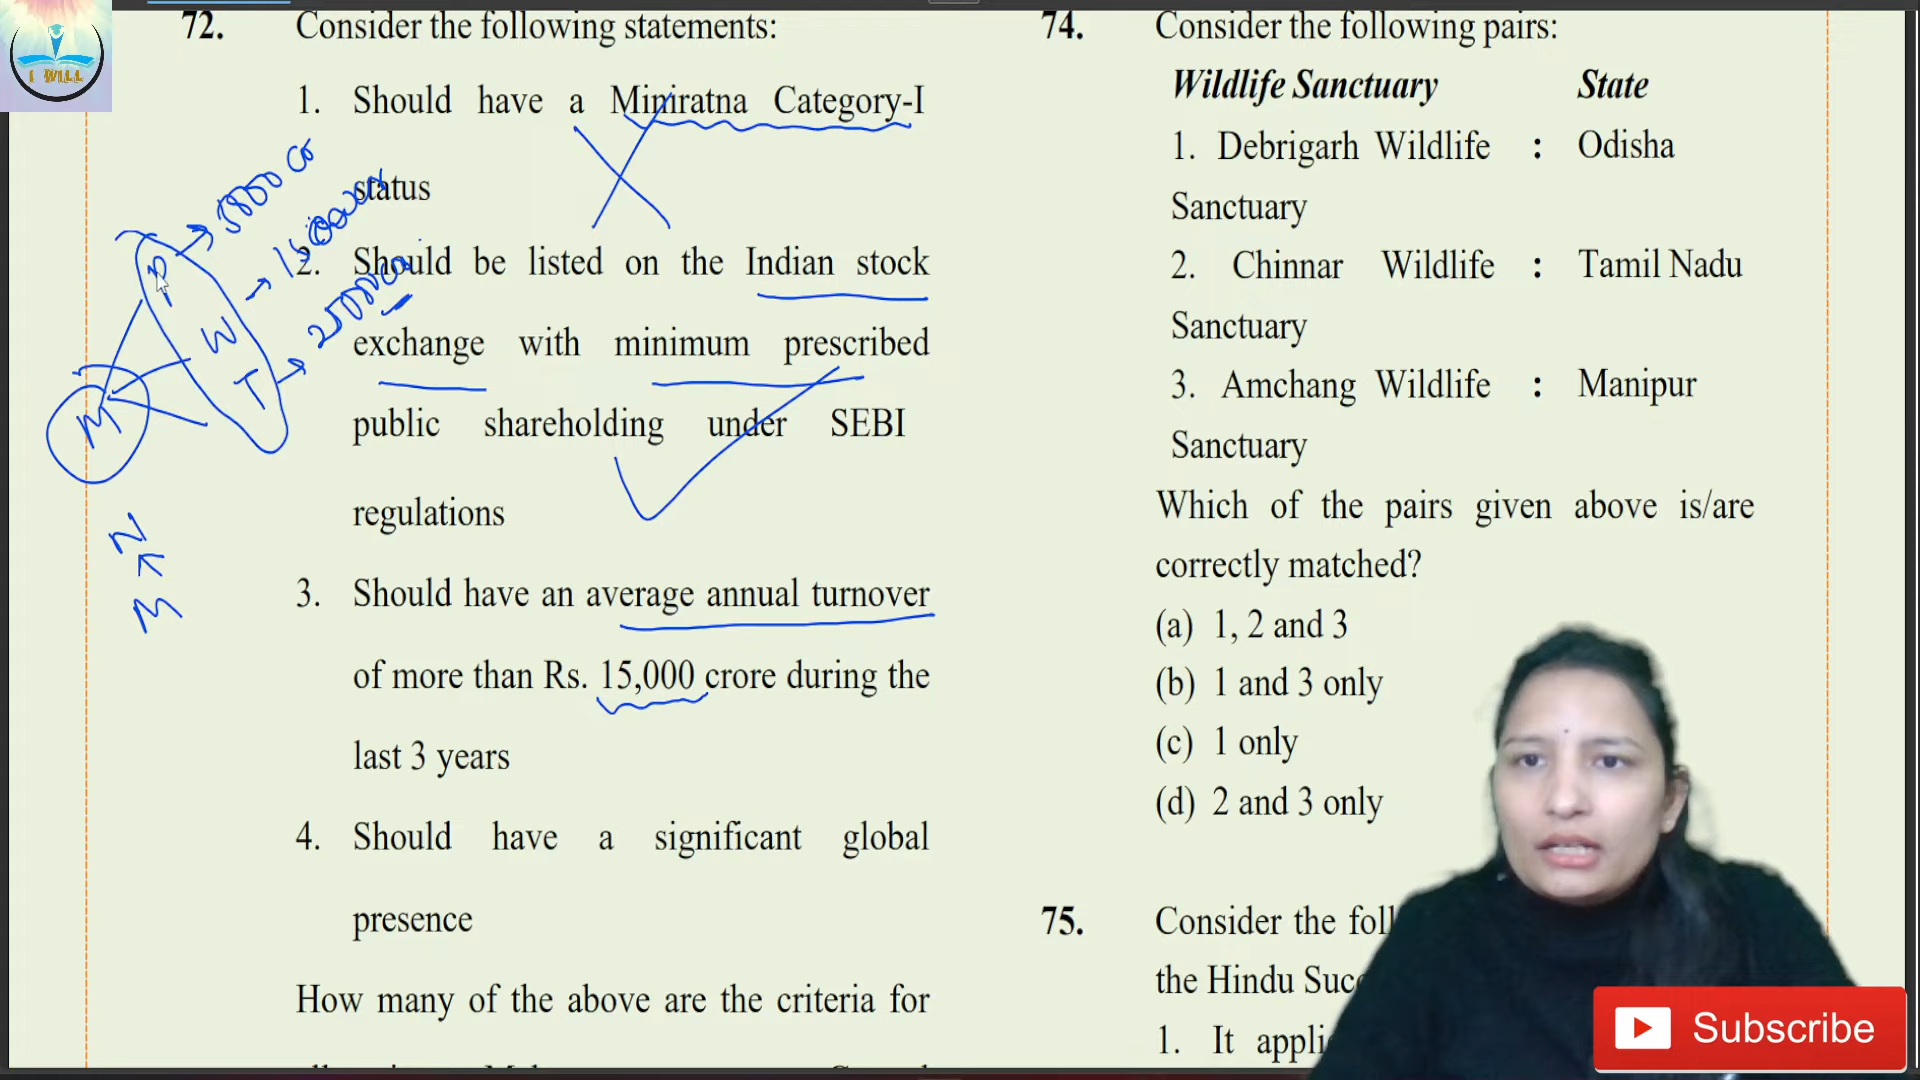 I WILL
72. Consider the following statements:
1. Should have a Miniratna Category-I
status
2. Should be listed on the Indian stock
exchange with minimum prescribed
public shareholding under SEBI
regulations
3. Should have an average annual turnover
of more than Rs. 15,000 crore during the
last 3 years
4. Should have a significant global
presence
How many of the above are the criteria for
P
W
T
M
N
M
74. Consider the following pairs:
Wildlife Sanctuary State
1. Debrigarh Wildlife : Odisha
Sanctuary
2. Chinnar Wildlife : Tamil Nadu
Sanctuary
3. Amchang Wildlife : Manipur
Sanctuary
Which of the pairs given above is/are
correctly matched?
(a) 1, 2 and 3
(b) 1 and 3 only
(c) 1 only
(d) 2 and 3 only
75. Consider the
the Hindu
1. It
Subscribe